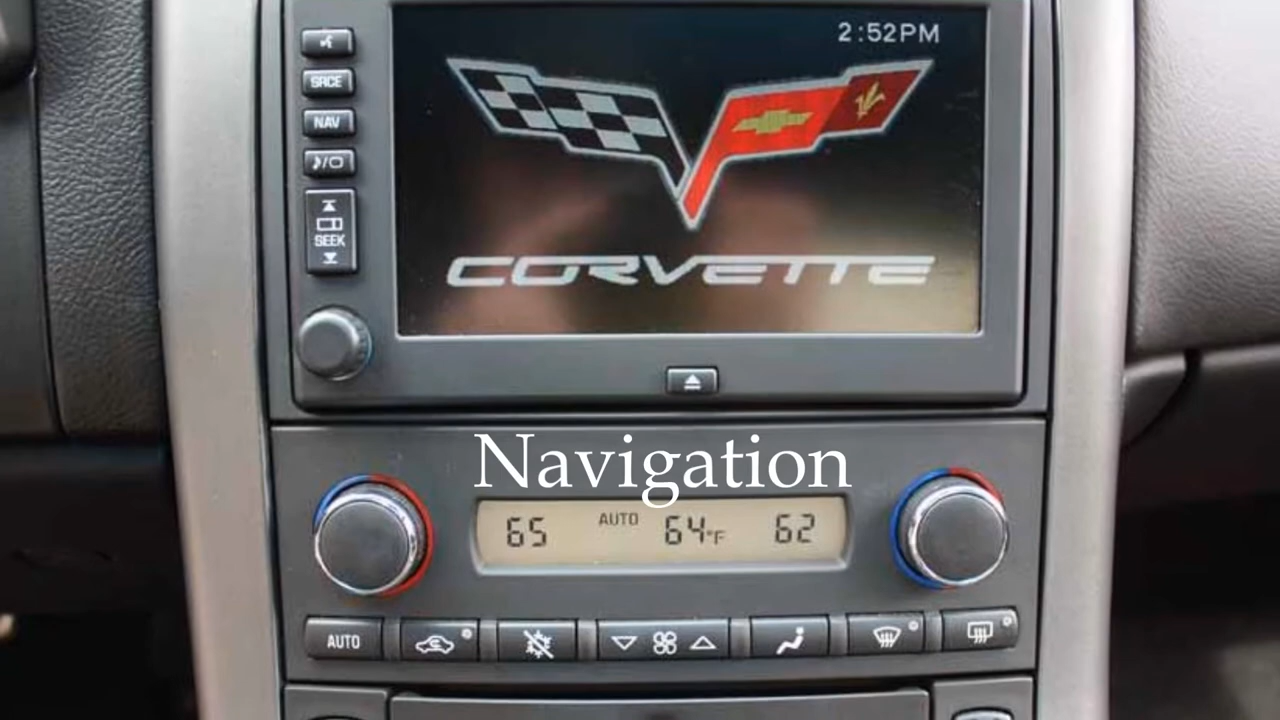 2:52PM
SRCE
NAV
SEEK
CORVETTE
Navigation
65 AUTO 64°F 62
AUTO